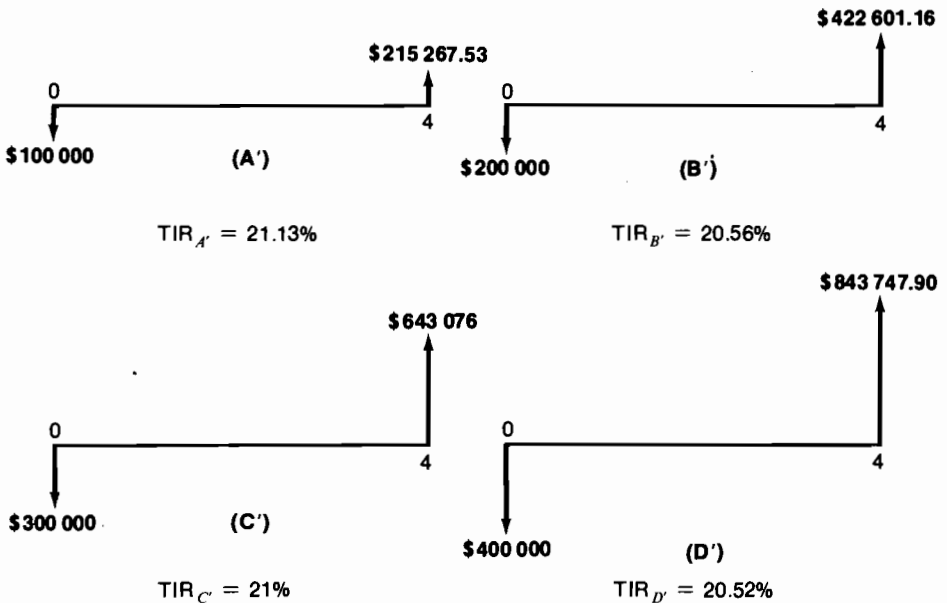 $422 601.16
$215 267.53
0
0
4
4
$100 000
(A′)
$200 000
(B′)
TIR_A′ = 21.13%
TIR_B′ = 20.56%
$843 747.90
$643 076
0
0
4
4
$300 000
(C′)
$400 000
(D′)
TIR_C′ = 21%
TIR_D′ = 20.52%